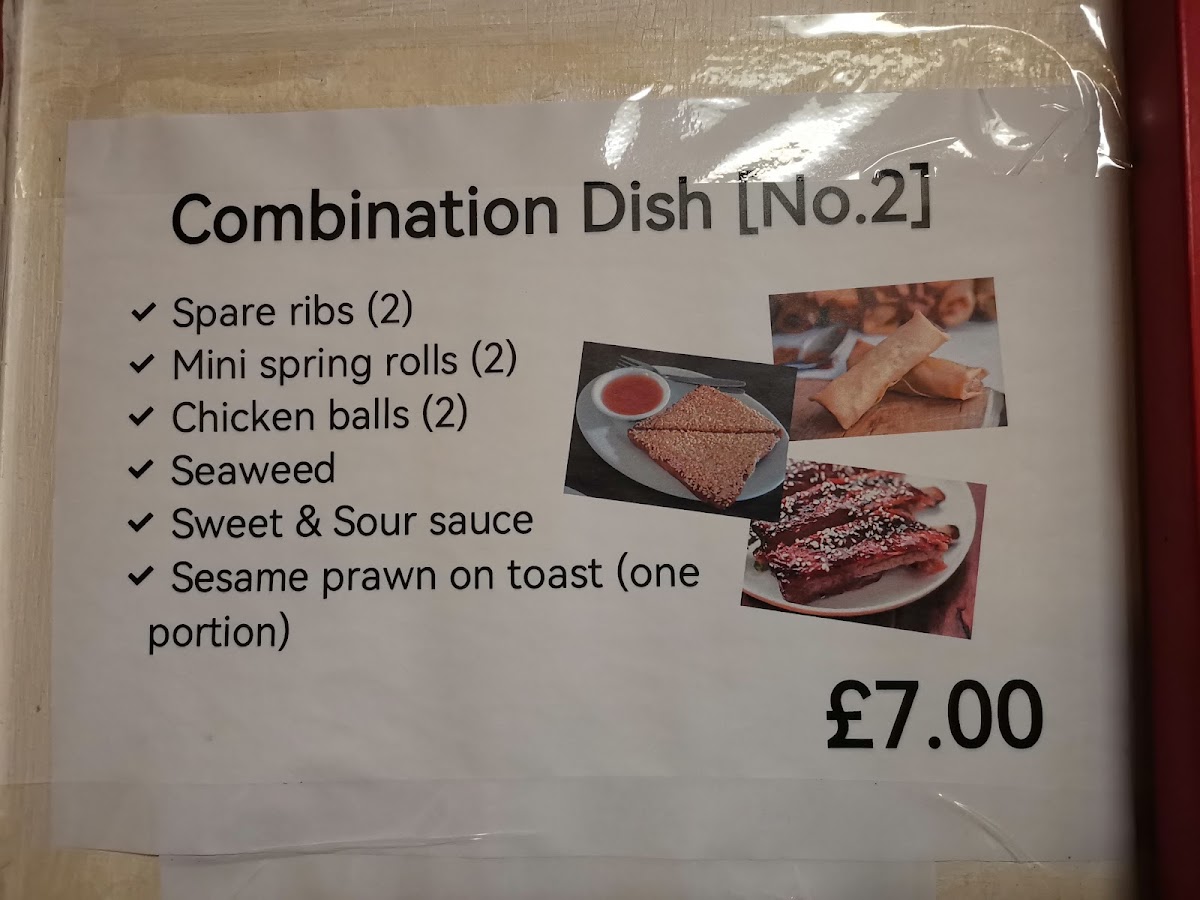 Combination Dish [No.2]
✓ Spare ribs (2)
✓ Mini spring rolls (2)
✓ Chicken balls (2)
✓ Seaweed
✓ Sweet & Sour sauce
✓ Sesame prawn on toast (one
portion)
£7.00